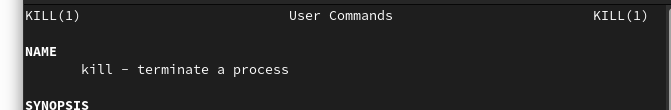 KILL(1) User Commands KILL(1)
NAME
kill - terminate a process
SYNOPSIS